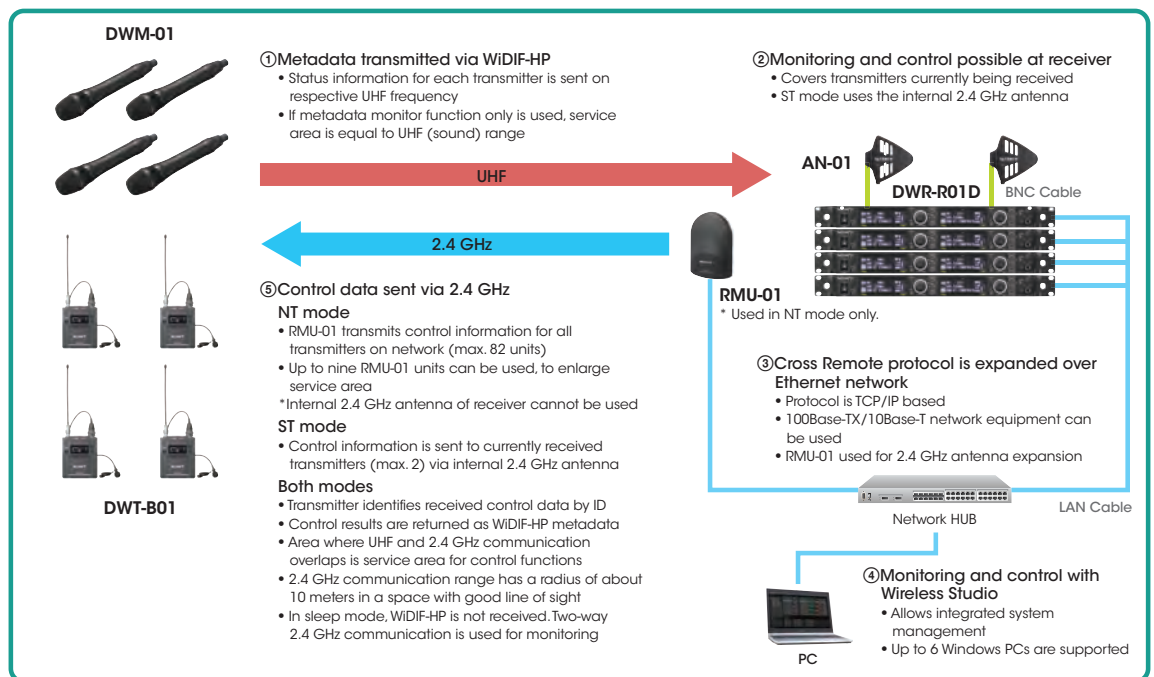 DWM-01
①Metadata transmitted via WiDIF-HP
• Status information for each transmitter is sent on
respective UHF frequency
• If metadata monitor function only is used, service
area is equal to UHF (sound) range
②Monitoring and control possible at receiver
• Covers transmitters currently being received
• ST mode uses the internal 2.4 GHz antenna
UHF
AN-01
DWR-R01D
BNC Cable
2.4 GHz
RMU-01
* Used in NT mode only.
⑤Control data sent via 2.4 GHz
NT mode
• RMU-01 transmits control information for all
transmitters on network (max. 82 units)
• Up to nine RMU-01 units can be used, to enlarge
service area
*Internal 2.4 GHz antenna of receiver cannot be used
ST mode
• Control information is sent to currently received
transmitters (max. 2) via internal 2.4 GHz antenna
Both modes
• Transmitter identifies received control data by ID
• Control results are returned as WiDIF-HP metadata
• Area where UHF and 2.4 GHz communication
overlaps is service area for control functions
• 2.4 GHz communication range has a radius of about
10 meters in a space with good line of sight
• In sleep mode, WiDIF-HP is not received. Two-way
2.4 GHz communication is used for monitoring
DWT-B01
③Cross Remote protocol is expanded over
Ethernet network
• Protocol is TCP/IP based
• 100Base-TX/10Base-T network equipment can
be used
• RMU-01 used for 2.4 GHz antenna expansion
Network HUB
LAN Cable
④Monitoring and control with
Wireless Studio
• Allows integrated system
management
• Up to 6 Windows PCs are supported
PC